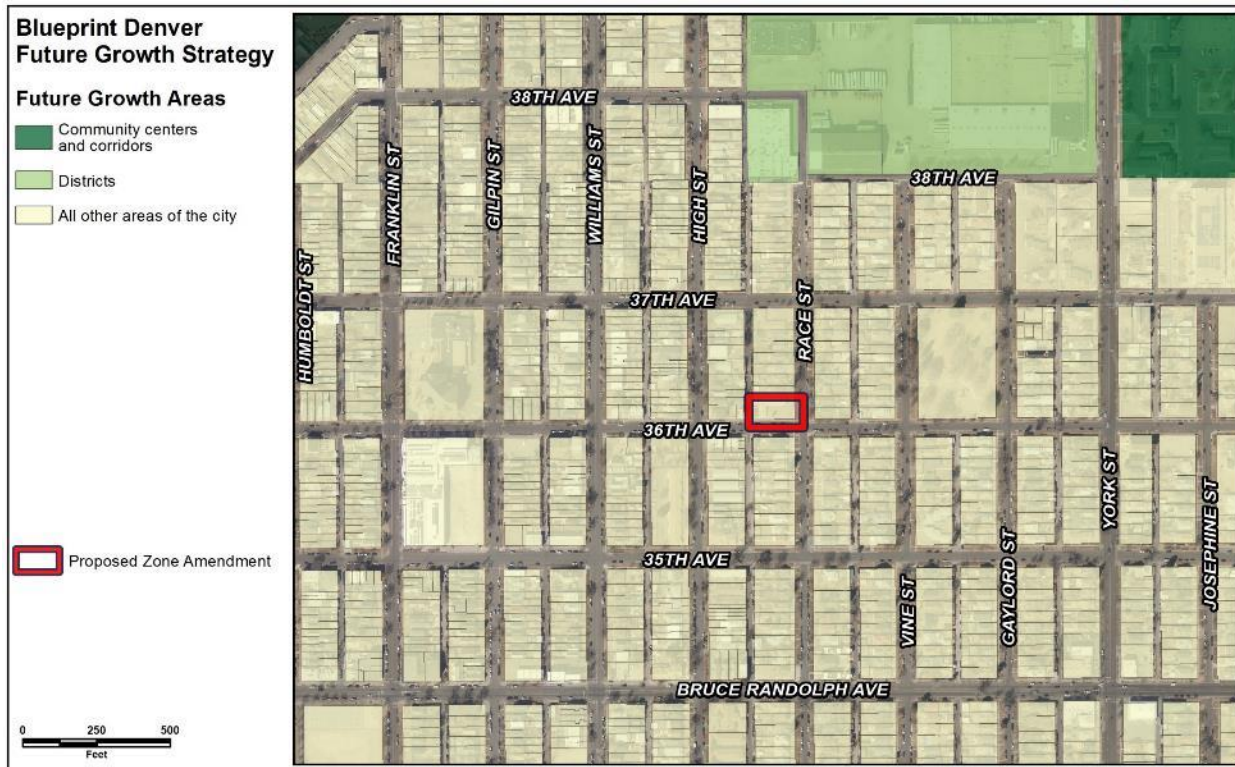 Blueprint Denver
Future Growth Strategy
Future Growth Areas
Community centers
and corridors
Districts
All other areas of the city
Proposed Zone Amendment
0 250 500
Feet
38TH AVE
38TH AVE
HUMBOLDT ST
FRANKLIN ST
GILPIN ST
WILLIAMS ST
HIGH ST
37TH AVE
RACE ST
36TH AVE
35TH AVE
VINE ST
GAYLORD ST
YORK ST
JOSEPHINE ST
BRUCE RANDOLPH AVE